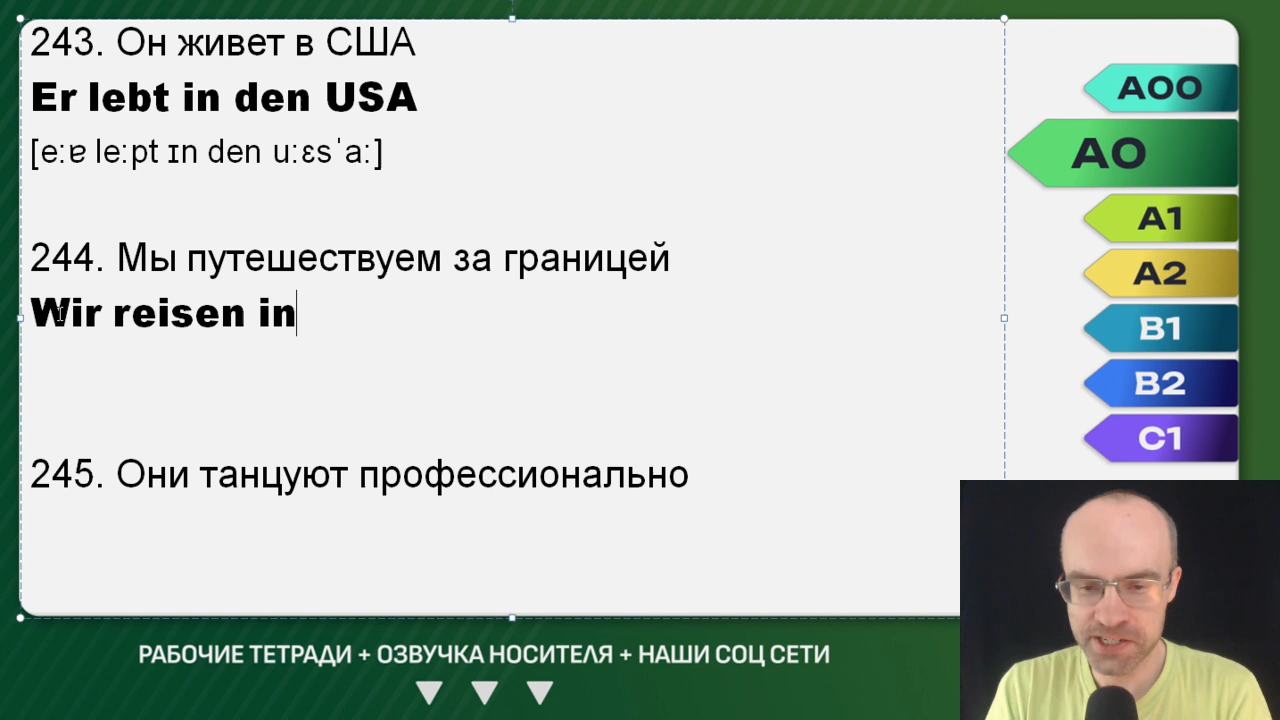 243. Он живет в США
Er lebt in den USA
[eːɐ leːpt ɪn den uːɛsˈaː]
244. Мы путешествуем за границей
Wir reisen in
245. Они танцуют профессионально
A00
A0
A1
A2
B1
B2
C1
РАБОЧИЕ ТЕТРАДИ + ОЗВУЧКА НОСИТЕЛЯ + НАШИ СОЦ СЕТИ